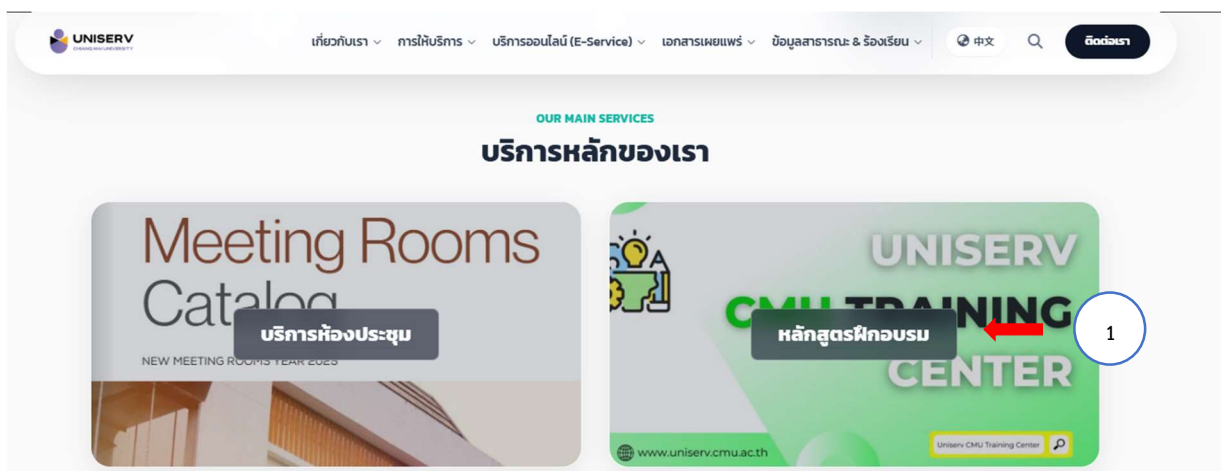 UNISERV
CHIANG MAI UNIVERSITY
เกี่ยวกับเรา การให้บริการ บริการออนไลน์ (E-Service) เอกสารเผยแพร่ ข้อมูลสาธารณะ & ร้องเรียน 中文 ติดต่อเรา
OUR MAIN SERVICES
บริการหลักของเรา
Meeting Rooms
Catalog
บริการห้องประชุม
NEW MEETING ROOMS YEAR 2025
UNISERV
CMU TRAINING
หลักสูตรฝึกอบรม
1
CENTER
www.uniserv.cmu.ac.th
Uniserv CMU Training Center